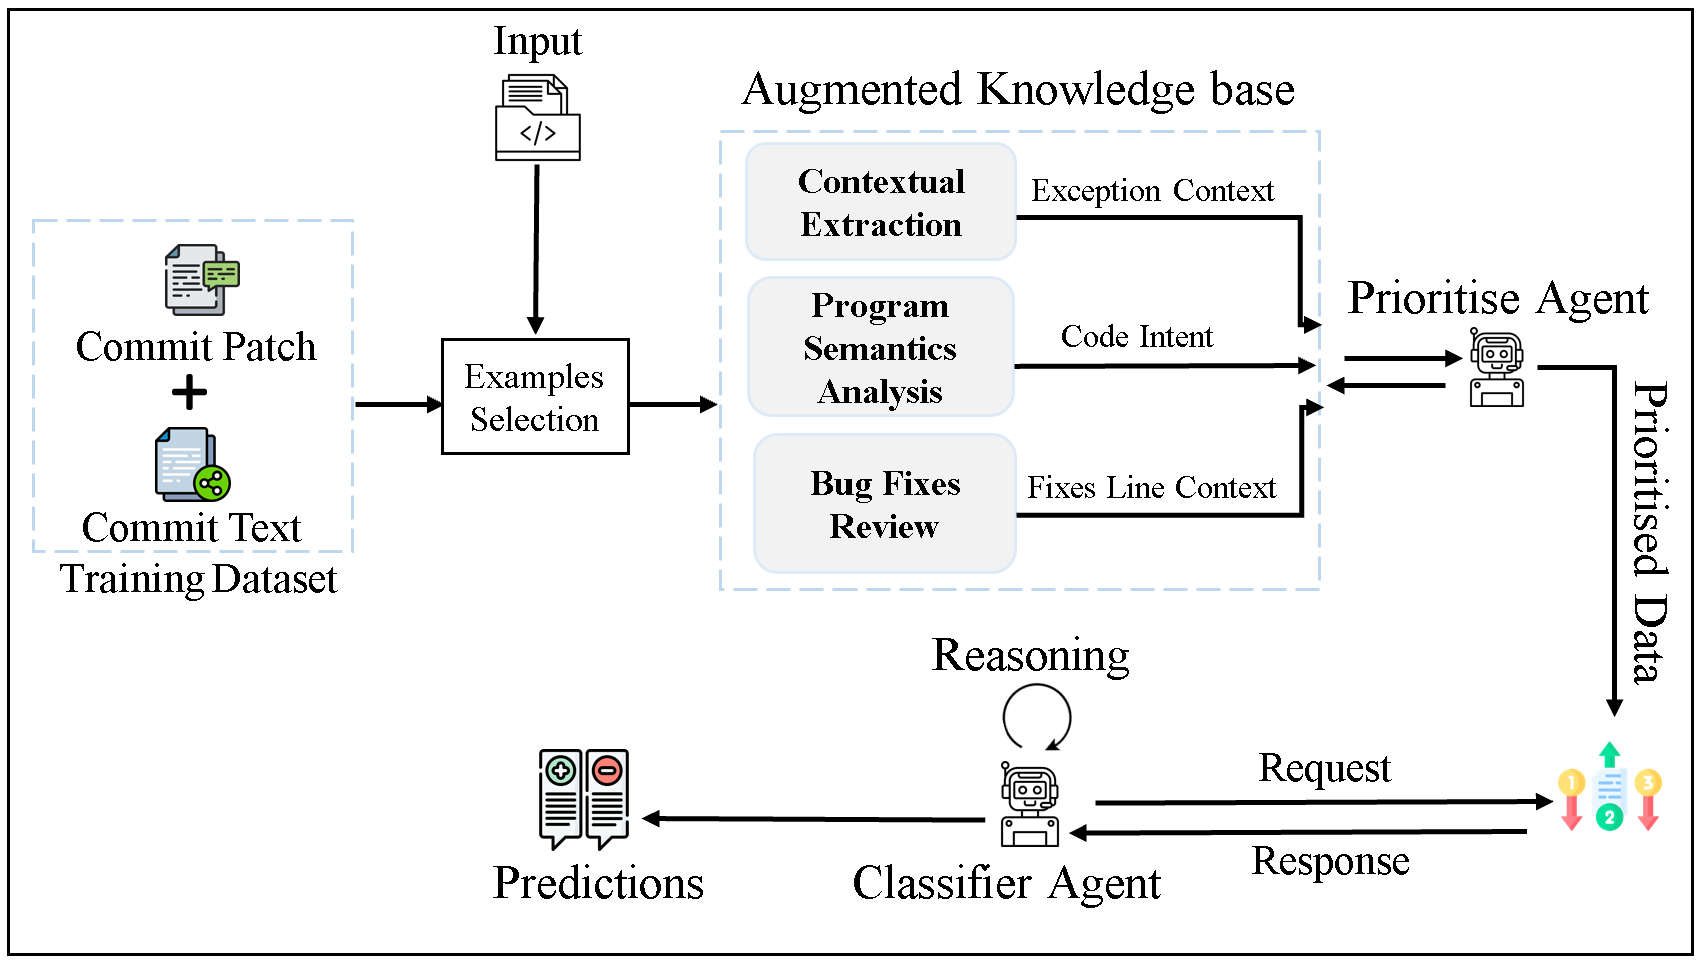 Input
</>
Augmented Knowledge base
Contextual
Extraction
Exception Context
Program
Semantics
Analysis
Code Intent
Bug Fixes
Review
Fixes Line Context
Commit Patch
+
Commit Text
Training Dataset
Examples
Selection
Prioritise Agent
Prioritised Data
1
2
3
Reasoning
Request
Response
Classifier Agent
Predictions